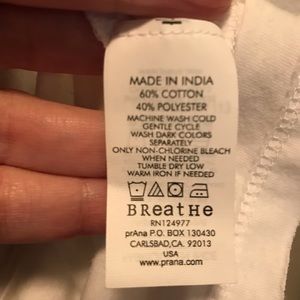 MADE IN INDIA
60% COTTON
40% POLYESTER
MACHINE WASH COLD
GENTLE CYCLE
WASH DARK COLORS
SEPARATELY
ONLY NON-CHLORINE BLEACH
WHEN NEEDED
TUMBLE DRY LOW
WARM IRON IF NEEDED
BReatHe
RN124977
prAna P.O. BOX 130430
CARLSBAD,CA. 92013
USA
www.prana.com